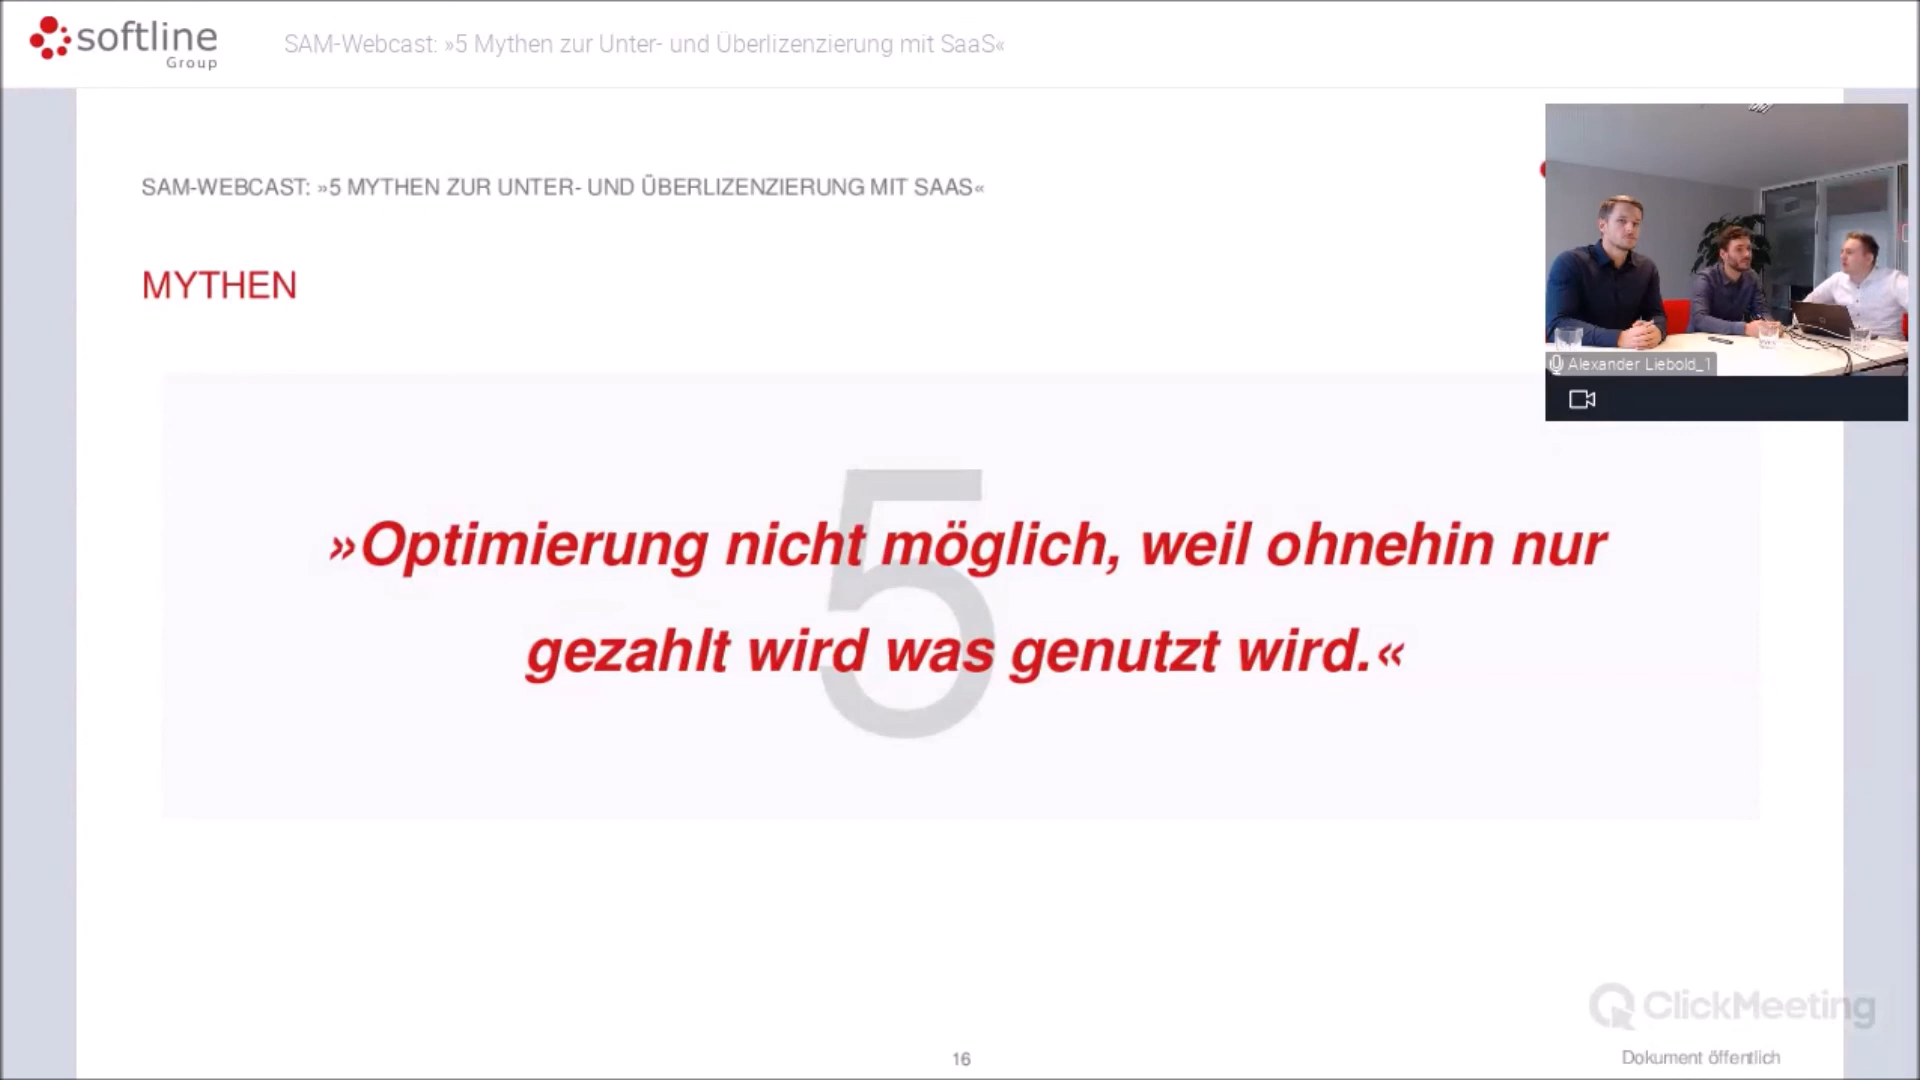 softline
Group
SAM-Webcast: »5 Mythen zur Unter- und Überlizenzierung mit SaaS«
SAM-WEBCAST: »5 MYTHEN ZUR UNTER- UND ÜBERLIZENZIERUNG MIT SAAS«
MYTHEN
Alexander Liebold_1
5
»Optimierung nicht möglich, weil ohnehin nur
gezahlt wird was genutzt wird.«
ClickMeeting
16
Dokument öffentlich